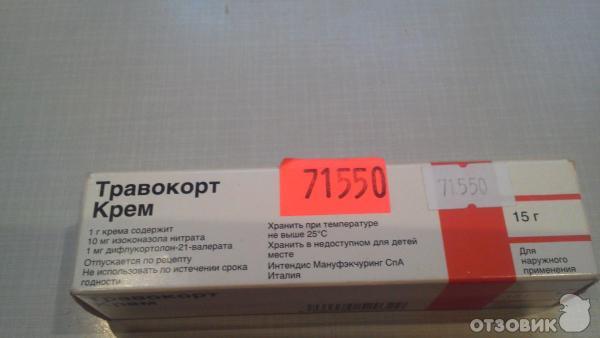 Травокорт
Крем
1 г крема содержит
10 мг изоконазола нитрата
1 мг дифлукортолон-21-валерата
Отпускается по рецепту
Не использовать по истечении срока
годности
71550
Хранить при температуре
не выше 25°С
Хранить в недоступном для детей
месте
Интендис Мануфэкчуринг СпА
Италия
71550
15 г
Для
наружного
применения
Травокорт
ОТЗОВИК